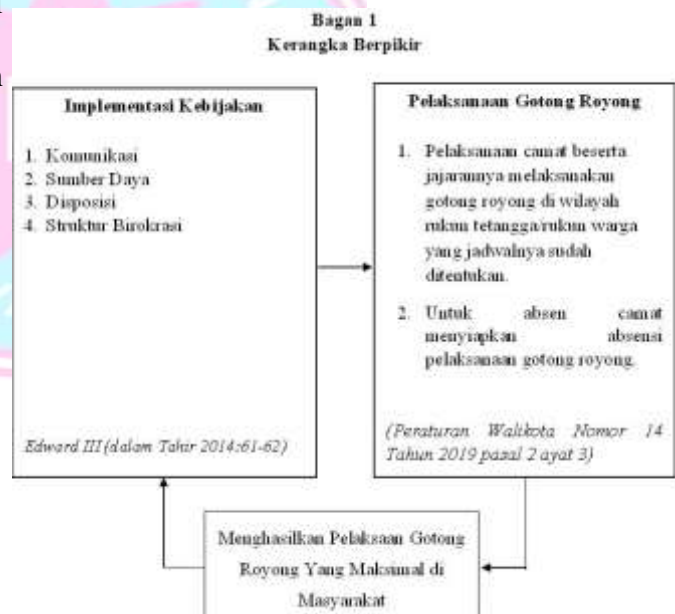 Bagan 1
Kerangka Berpikir
Implementasi Kebijakan
1. Komunikasi
2. Sumber Daya
3. Disposisi
4. Struktur Birokrasi
Edward III (dalam Tahir 2014:61-62)
Pelaksanaan Gotong Royong
1. Pelaksanaan camat beserta
jajarannya melaksanakan
gotong royong di wilayah
rukun tetangga/rukun warga
yang jadwalnya sudah
ditentukan.
2. Untuk absen camat
menyiapkan absensi
pelaksanaan gotong royong.
(Peraturan Walikota Nomor 14
Tahun 2019 pasal 2 ayat 3)
Menghasilkan Pelaksaan Gotong
Royong Yang Maksimal di
Masyarakat